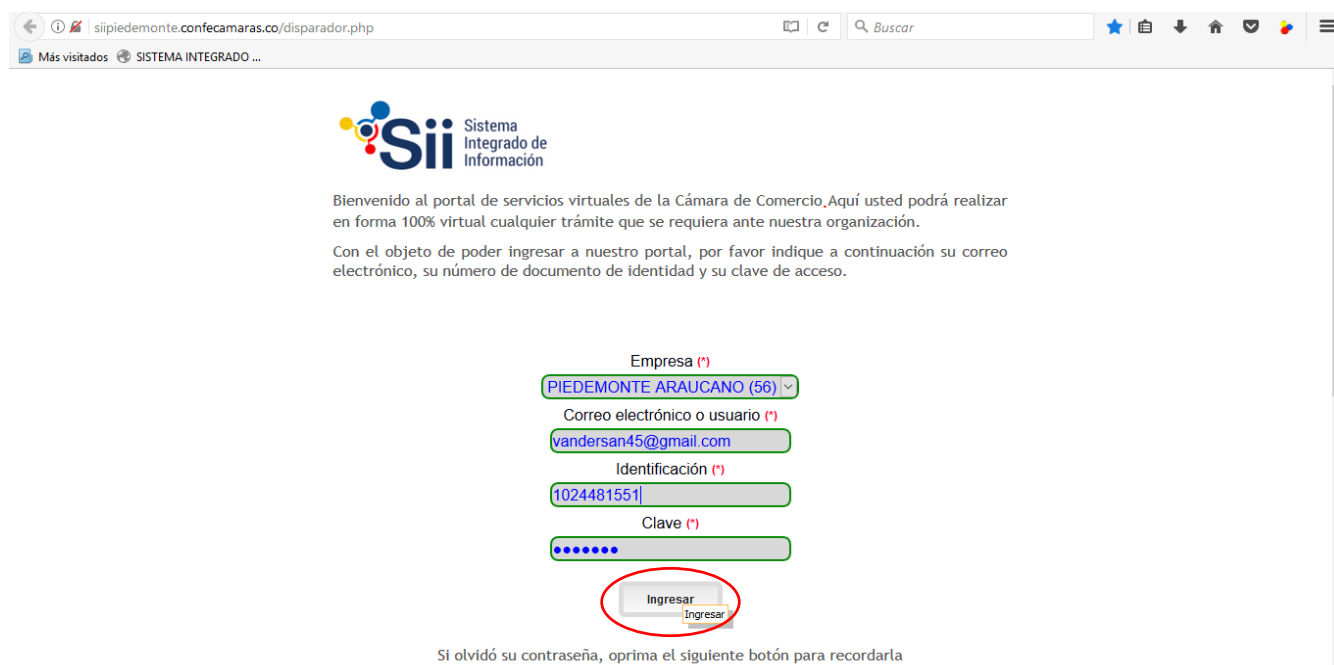 siipiedemonte.confecamaras.co/disparador.php
Buscar
Más visitados SISTEMA INTEGRADO ...
Sii
Sistema
Integrado de
Información
Bienvenido al portal de servicios virtuales de la Cámara de Comercio.Aquí usted podrá realizar
en forma 100% virtual cualquier trámite que se requiera ante nuestra organización.
Con el objeto de poder ingresar a nuestro portal, por favor indique a continuación su correo
electrónico, su número de documento de identidad y su clave de acceso.
Empresa (*)
PIEDEMONTE ARAUCANO (56)
Correo electrónico o usuario (*)
vandersan45@gmail.com
Identificación (*)
1024481551
Clave (*)
●●●●●●●
Ingresar
Ingresar
Si olvidó su contraseña, oprima el siguiente botón para recordarla